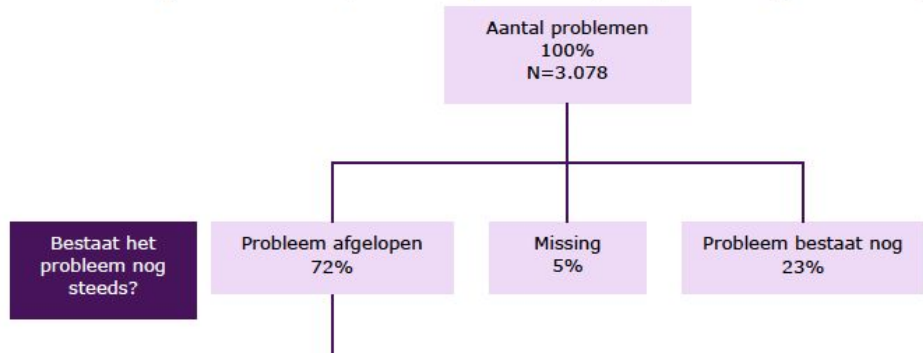 Aantal problemen
100%
N=3.078
Bestaat het
probleem nog
steeds?
Probleem afgelopen
72%
Missing
5%
Probleem bestaat nog
23%